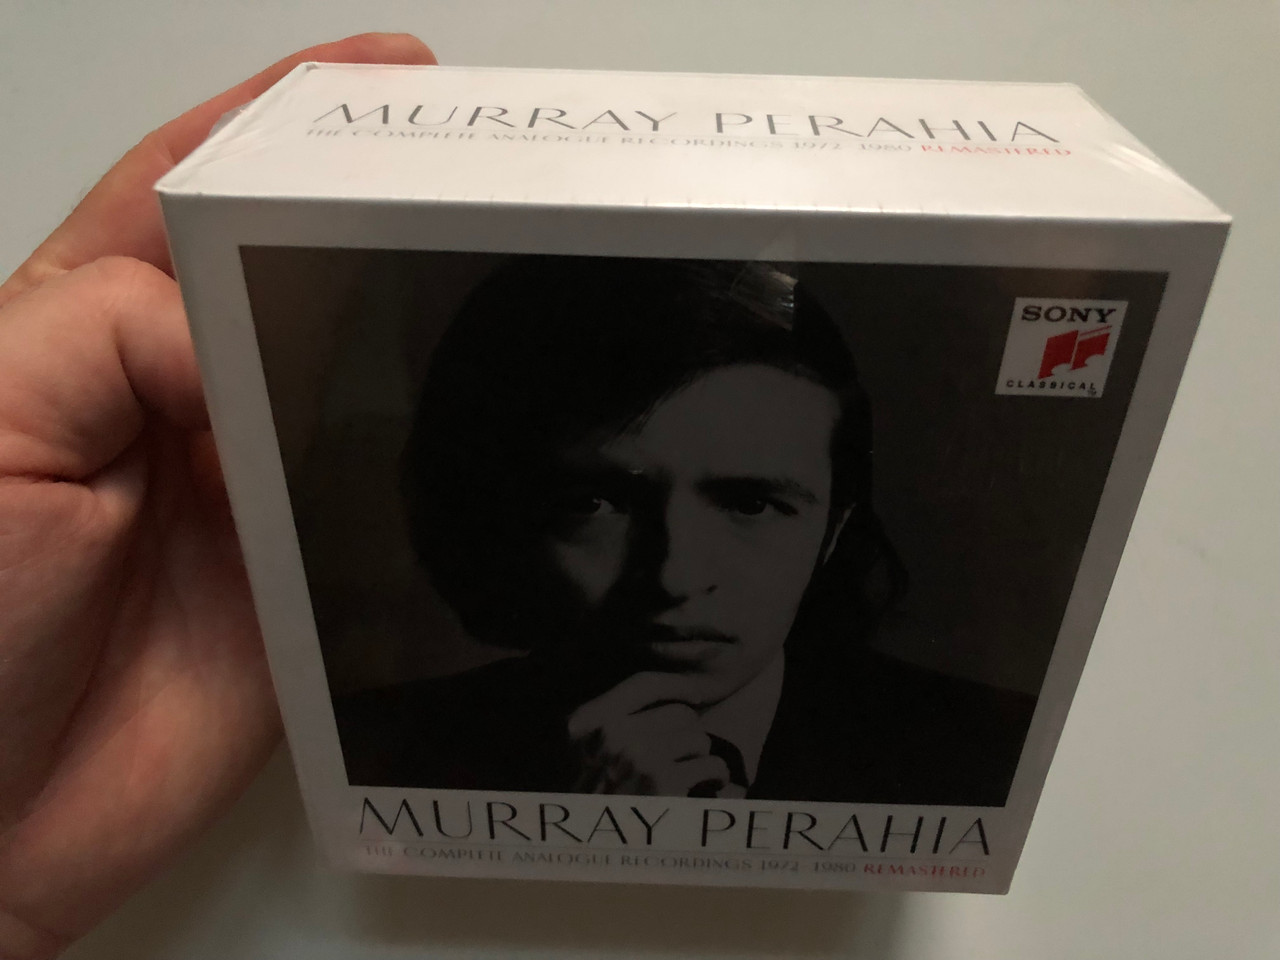 MURRAY PERAHIA
THE COMPLETE ANALOGUE RECORDINGS 1972-1980 REMASTERED
SONY
CLASSICAL
MURRAY PERAHIA
THE COMPLETE ANALOGUE RECORDINGS 1972-1980 REMASTERED